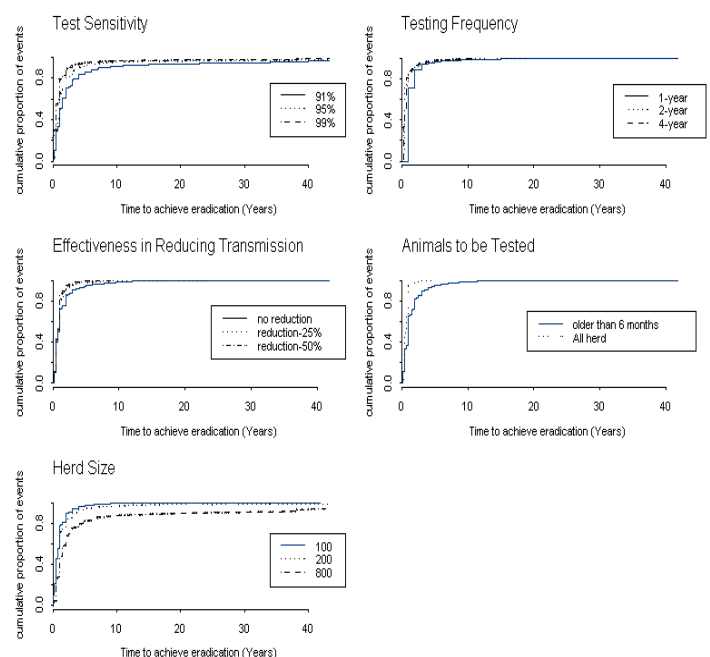 Test Sensitivity
cumulative proportion of events
0.0 0.4 0.8
91%
95%
99%
0 10 20 30 40
Time to achieve eradication (Years)
Testing Frequency
cumulative proportion of events
0.0 0.4 0.8
1-year
2-year
4-year
0 10 20 30 40
Time to achieve eradication (Years)
Effectiveness in Reducing Transmission
cumulative proportion of events
0.0 0.4 0.8
no reduction
reduction-25%
reduction-50%
0 10 20 30 40
Time to achieve eradication (Years)
Animals to be Tested
cumulative proportion of events
0.0 0.4 0.8
older than 6 months
All herd
0 10 20 30 40
Time to achieve eradication (Years)
Herd Size
cumulative proportion of events
0.0 0.4 0.8
100
200
800
0 10 20 30 40
Time to achieve eradication (Years)